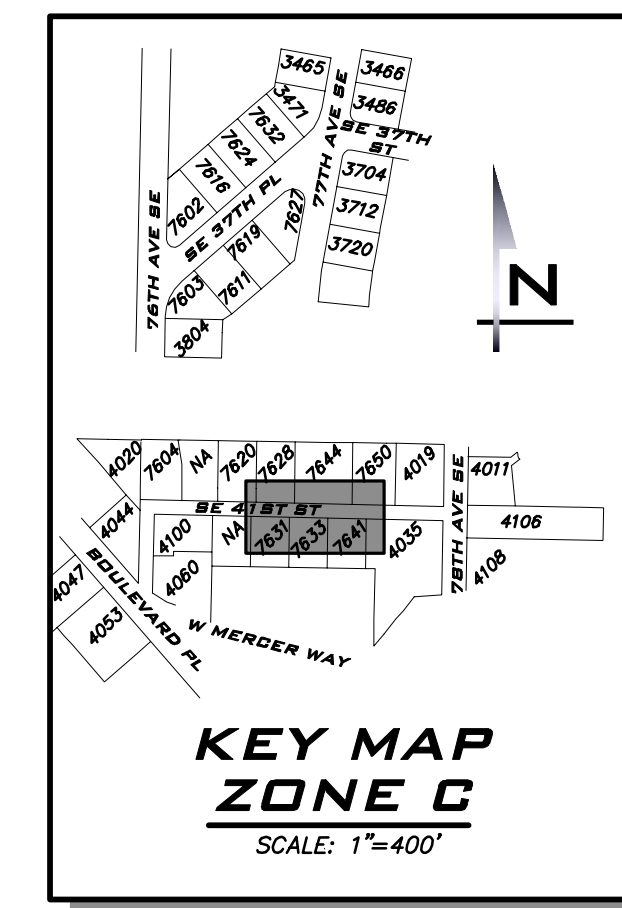 3465
3466
3471
3486
7632
77TH AVE SE
SE 37TH
ST
7624
7616
3704
7602
SE 37TH PL
7627
3712
76TH AVE SE
7619
3720
7603
7611
3804
N
4020
7604
NA
7620
7628
7644
7650
4019
78TH AVE SE
4011
4044
SE 41ST ST
4106
4100
NA
7631
7633
7641
4035
4060
4108
4047
BOULEVARD PL
4053
W MERCER WAY
KEY MAP
ZONE C
SCALE: 1"=400'